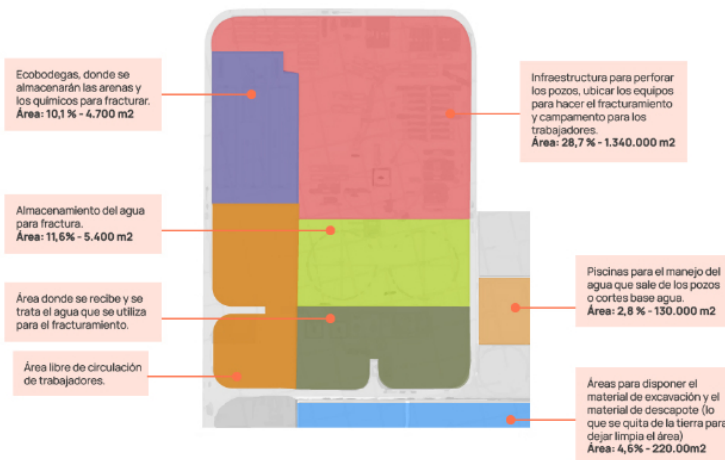 Ecobodegas, donde se
almacenarán las arenas y
los químicos para fracturar.
Área: 10,1 % - 4.700 m2
Almacenamiento del agua
para fractura.
Área: 11,6% - 5.400 m2
Área donde se recibe y se
trata el agua que se utiliza
para el fracturamiento.
Área libre de circulación
de trabajadores.
Infraestructura para perforar
los pozos, ubicar los equipos
para hacer el fracturamiento
y campamento para los
trabajadores.
Área: 28,7 % - 1.340.000 m2
Piscinas para el manejo del
agua que sale de los pozos
o cortes base agua.
Área: 2,8 % - 130.000 m2
Áreas para disponer el
material de excavación y el
material de descapote (lo
que se quita de la tierra para
dejar limpia el área)
Área: 4,6% - 220.00m2